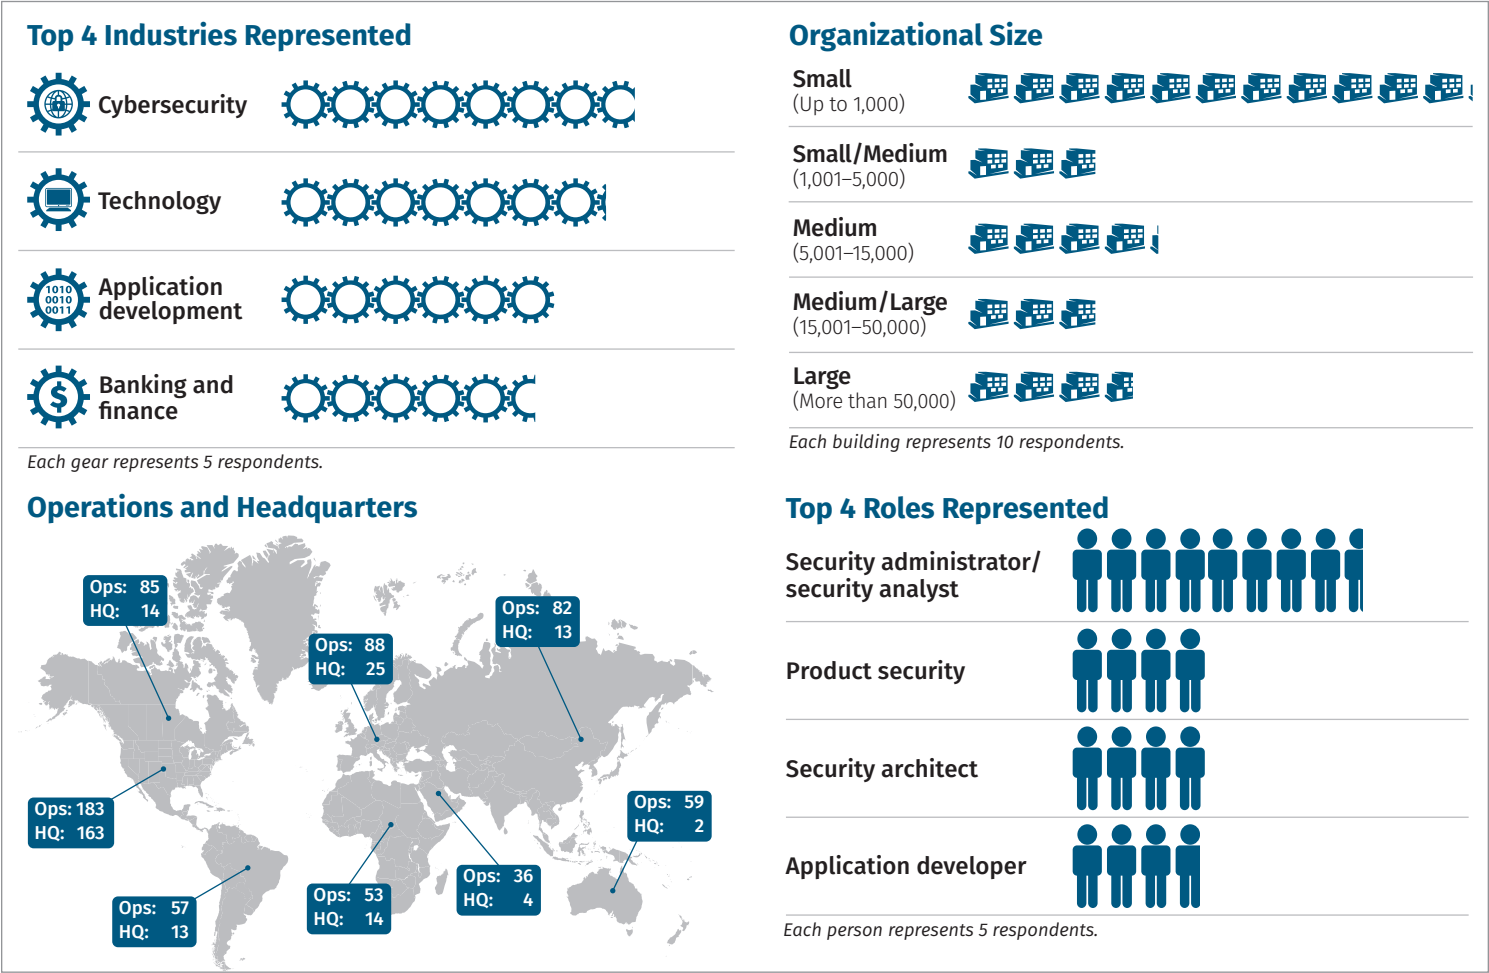 Top 4 Industries Represented
Cybersecurity
Technology
1010
0010
0011
Application
development
$
Banking and
finance
Each gear represents 5 respondents.
Organizational Size
Small
(Up to 1,000)
Small/Medium
(1,001–5,000)
Medium
(5,001–15,000)
Medium/Large
(15,001–50,000)
Large
(More than 50,000)
Each building represents 10 respondents.
Operations and Headquarters
Ops: 85
HQ: 14
Ops: 88
HQ: 25
Ops: 82
HQ: 13
Ops: 183
HQ: 163
Ops: 59
HQ: 2
Ops: 57
HQ: 13
Ops: 53
HQ: 14
Ops: 36
HQ: 4
Top 4 Roles Represented
Security administrator/
security analyst
Product security
Security architect
Application developer
Each person represents 5 respondents.